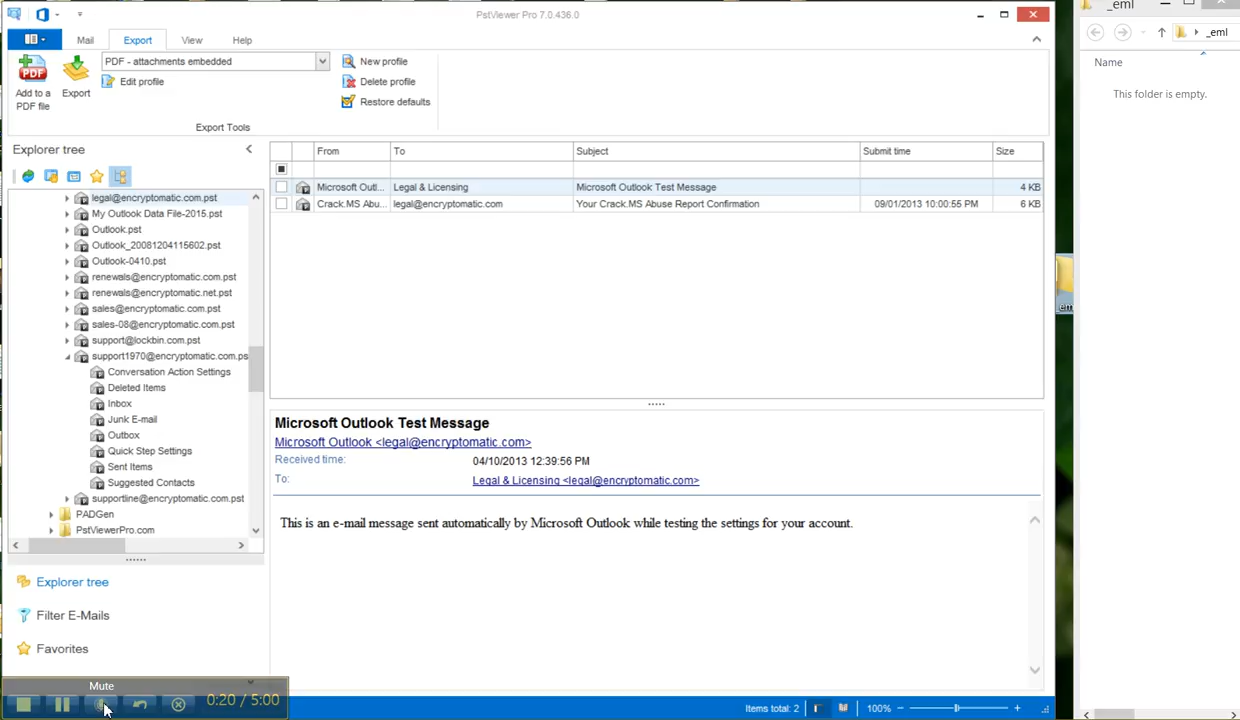 PstViewer Pro 7.0.436.0
_eml
Mail Export View Help
_eml
Add to a PDF file
Export
PDF - attachments embedded
Edit profile
New profile
Delete profile
Restore defaults
Export Tools
Name
This folder is empty.
Explorer tree
From To Subject Submit time Size
legal@encryptomatic.com.pst
My Outlook Data File-2015.pst
Outlook.pst
Outlook_20081204115602.pst
Outlook-0410.pst
renewals@encryptomatic.com.pst
renewals@encryptomatic.net.pst
sales@encryptomatic.com.pst
sales-08@encryptomatic.com.pst
support@lockbin.com.pst
support1970@encryptomatic.com.ps
Conversation Action Settings
Deleted Items
Inbox
Junk E-mail
Outbox
Quick Step Settings
Sent Items
Suggested Contacts
supportline@encryptomatic.com.pst
PADGen
PstViewerPro.com
Microsoft Outl... Legal & Licensing Microsoft Outlook Test Message 4 KB
Crack.MS Abu... legal@encryptomatic.com Your Crack.MS Abuse Report Confirmation 09/01/2013 10:00:55 PM 6 KB
_em
Microsoft Outlook Test Message
Microsoft Outlook <legal@encryptomatic.com>
Received time: 04/10/2013 12:39:56 PM
To: Legal & Licensing <legal@encryptomatic.com>
This is an e-mail message sent automatically by Microsoft Outlook while testing the settings for your account.
Explorer tree
Filter E-Mails
Favorites
Mute
0:20 / 5:00
Items total: 2 100%